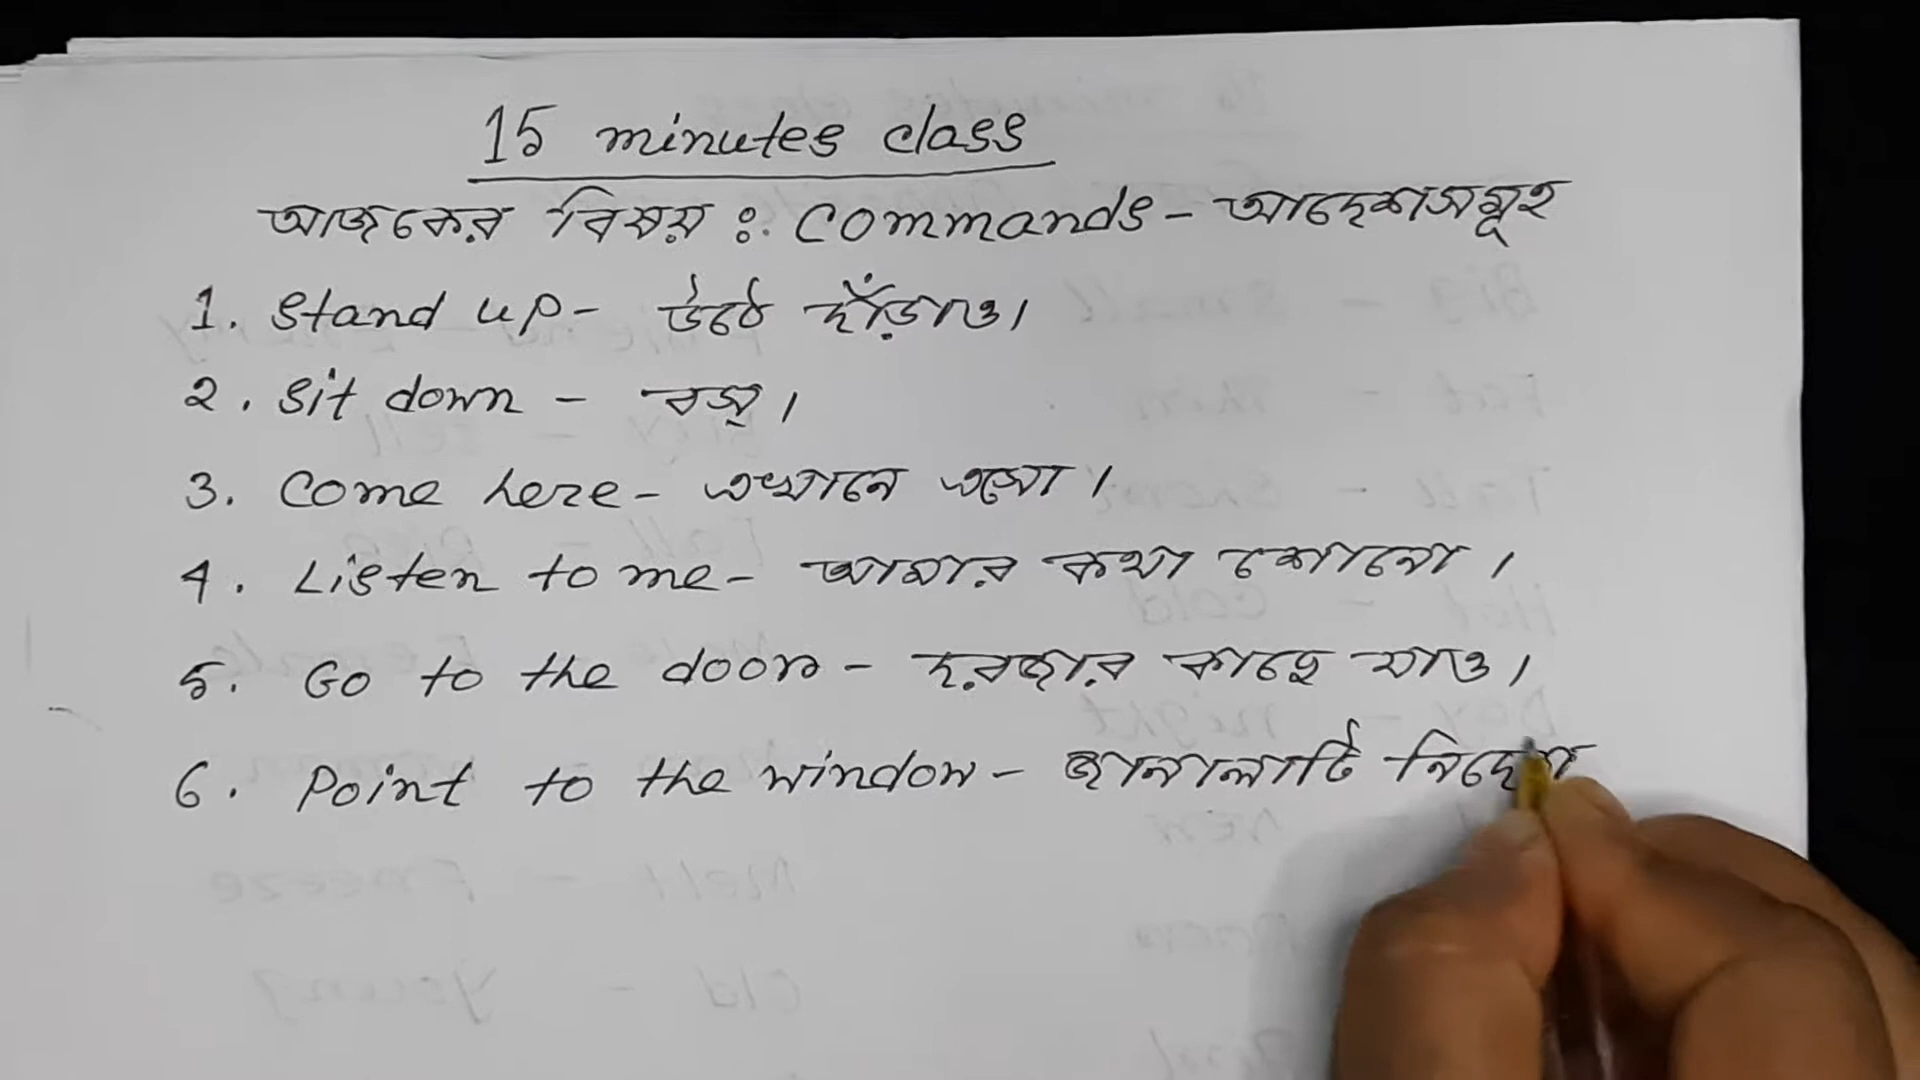 15 minutes class
আজকের বিষয় ঃ Commands - আদেশসমূহ
1. Stand up - উঠে দাঁড়াও।
2. Sit down - বস্।
3. Come here - এখানে এসো।
4. Listen to me - আমার কথা শোনো।
5. Go to the door - দরজার কাছে যাও।
6. Point to the window - জানালাটি